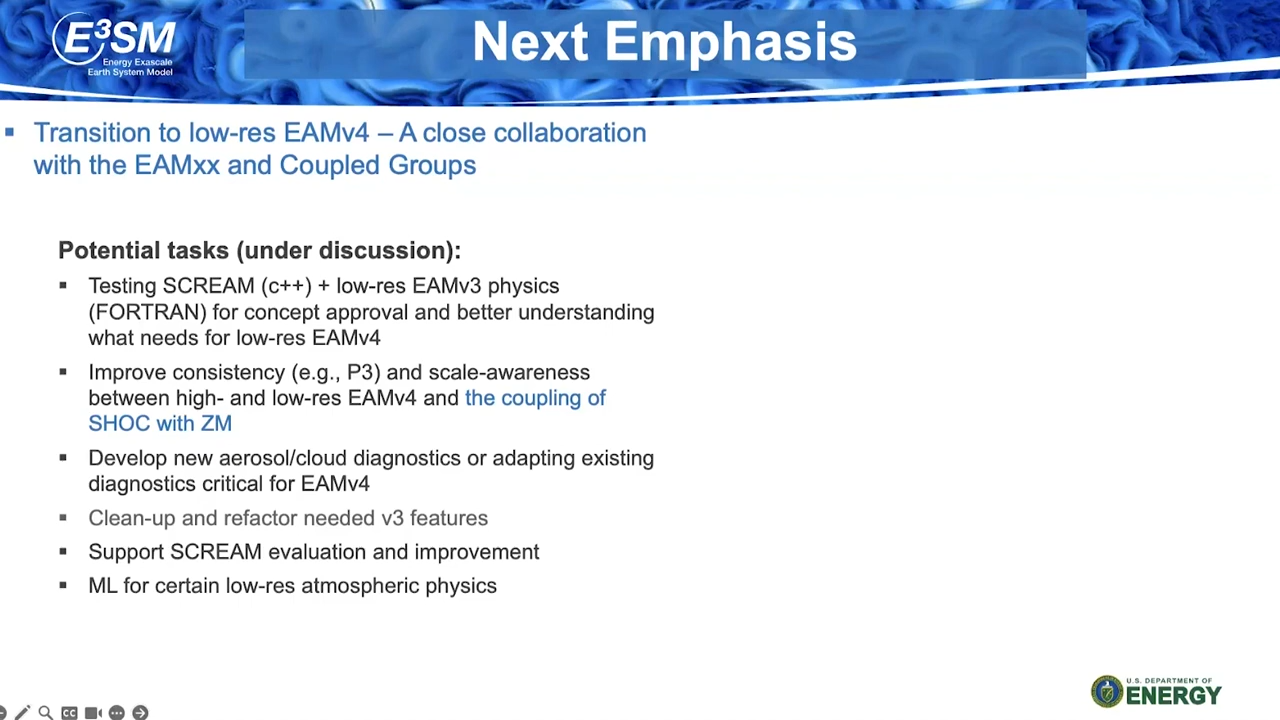 E³SM
Energy Exascale
Earth System Model
Next Emphasis
▪ Transition to low-res EAMv4 – A close collaboration
with the EAMxx and Coupled Groups
Potential tasks (under discussion):
▪ Testing SCREAM (c++) + low-res EAMv3 physics
(FORTRAN) for concept approval and better understanding
what needs for low-res EAMv4
▪ Improve consistency (e.g., P3) and scale-awareness
between high- and low-res EAMv4 and the coupling of
SHOC with ZM
▪ Develop new aerosol/cloud diagnostics or adapting existing
diagnostics critical for EAMv4
▪ Clean-up and refactor needed v3 features
▪ Support SCREAM evaluation and improvement
▪ ML for certain low-res atmospheric physics
U.S. DEPARTMENT OF
ENERGY
CC